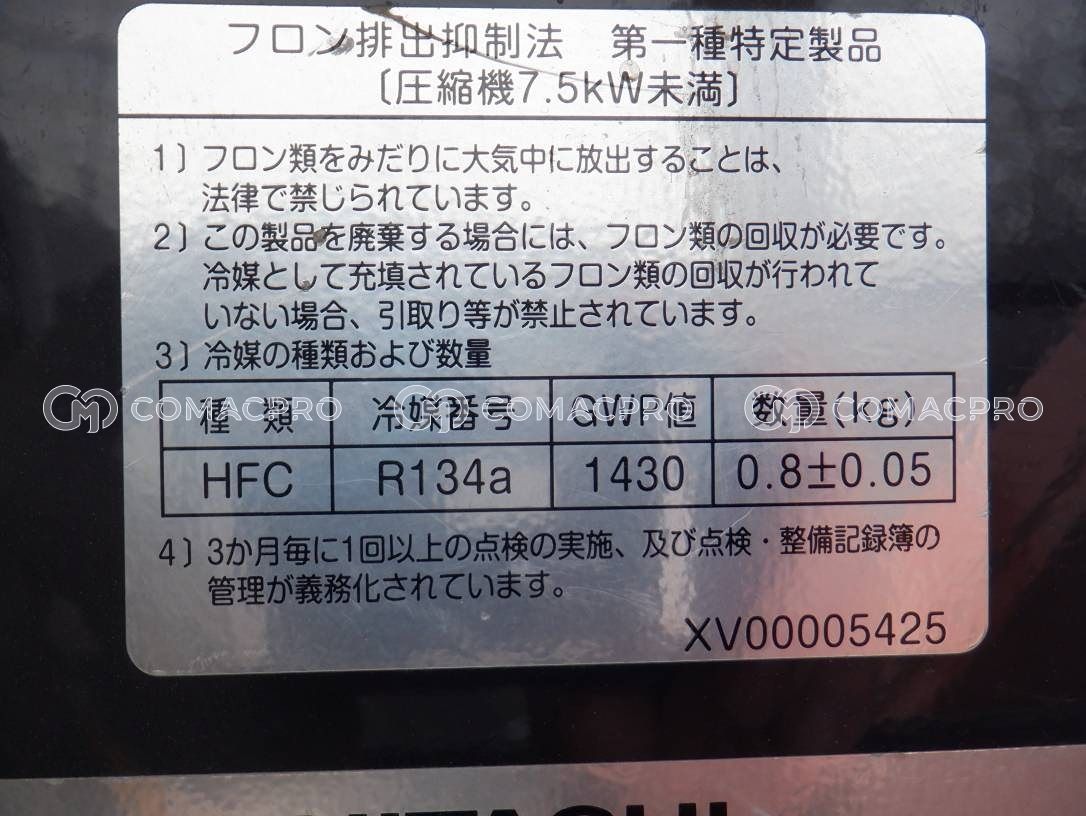 フロン排出抑制法 第一種特定製品
〔圧縮機7.5kW未満〕
1〕フロン類をみだりに大気中に放出することは、
法律で禁じられています。
2〕この製品を廃棄する場合には、フロン類の回収が必要です。
冷媒として充填されているフロン類の回収が行われて
いない場合、引取り等が禁止されています。
3〕冷媒の種類および数量
種類 冷媒番号 GWP値 数量(kg)
COMACPRO COMACPRO COMACPRO
HFC R134a 1430 0.8±0.05
4〕3か月毎に1回以上の点検の実施、及び点検・整備記録簿の
管理が義務化されています。
XV00005425
HITACHI